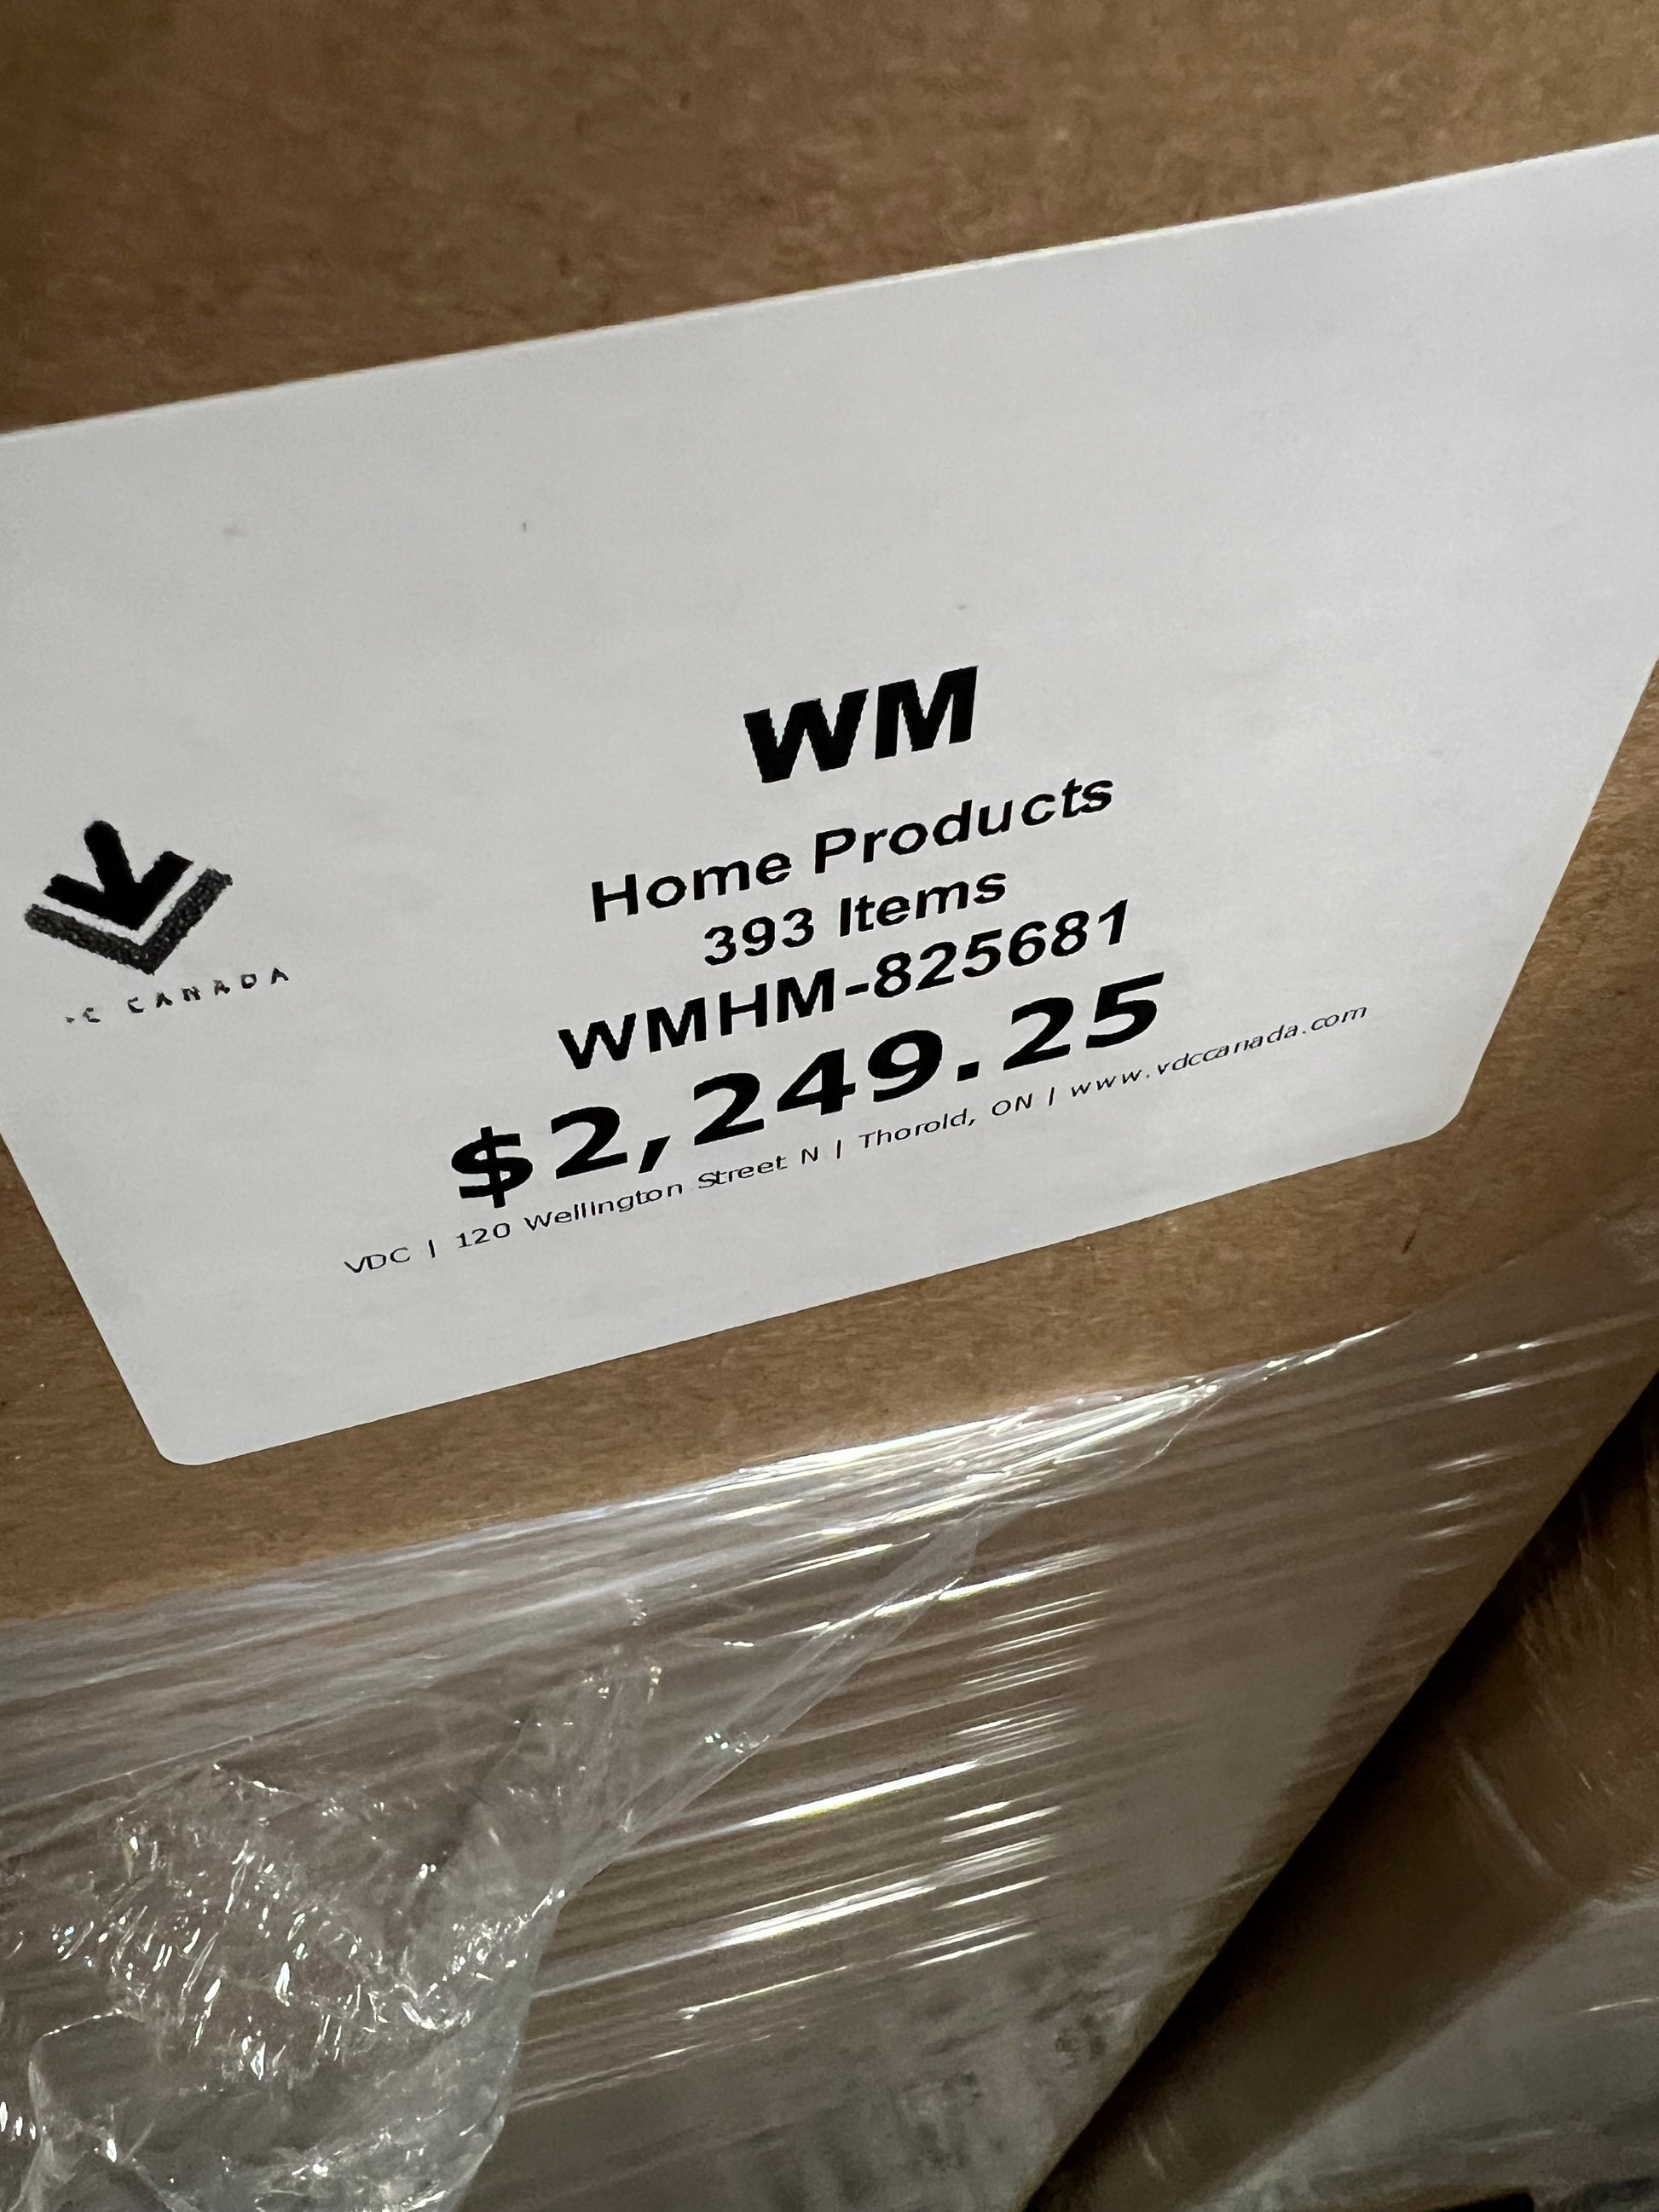 WM
Home Products
393 Items
WMHM-825681
$2,249.25
VDC | 120 Wellington Street N | Thorold, ON | www.vdccanada.com
C CANADA